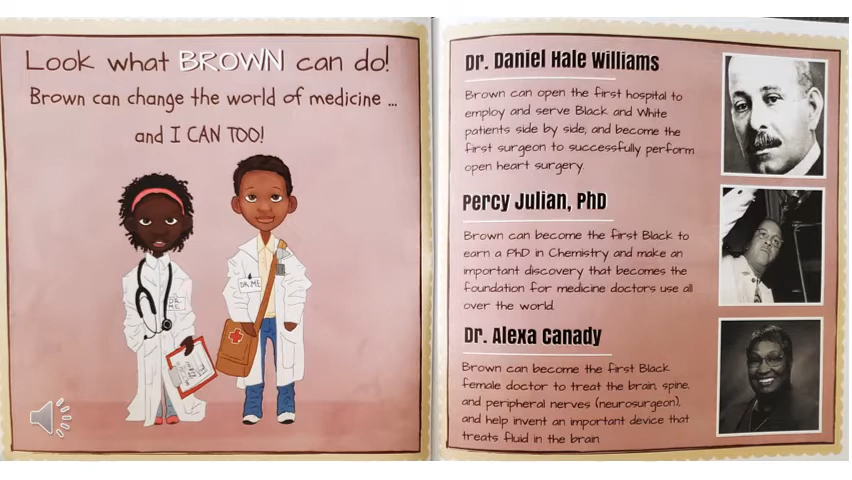 Look what BROWN can do!
Brown can change the world of medicine ...
and I CAN TOO!
DR. ME
DR. ME
Dr. Daniel Hale Williams
Brown can open the first hospital to
employ and serve Black and White
patients side by side, and become the
first surgeon to successfully perform
open heart surgery.
Percy Julian, PhD
Brown can become the first Black to
earn a PhD in Chemistry and make an
important discovery that becomes the
foundation for medicine doctors use all
over the world.
Dr. Alexa Canady
Brown can become the first Black
female doctor to treat the brain, spine,
and peripheral nerves (neurosurgeon),
and help invent an important device that
treats fluid in the brain.